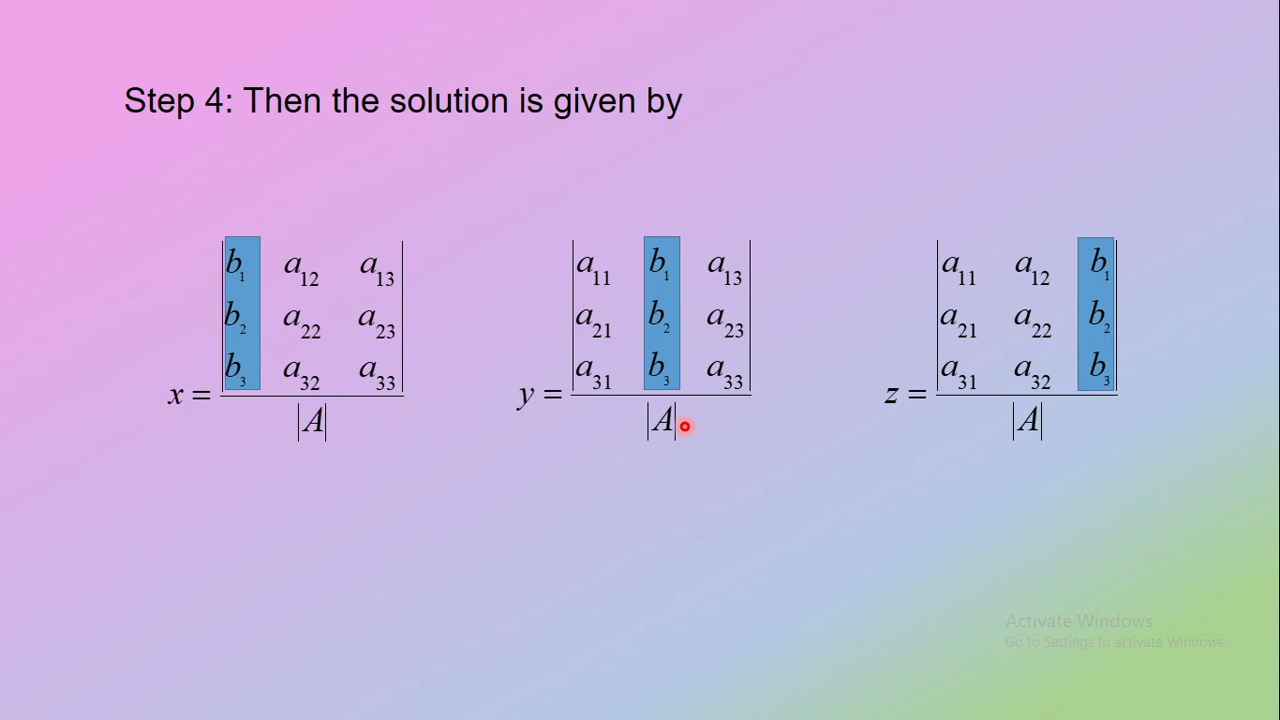 Step 4: Then the solution is given by
x = |b₁ a₁₂ a₁₃|
|b₂ a₂₂ a₂₃|
|b₃ a₃₂ a₃₃|
|A|
y = |a₁₁ b₁ a₁₃|
|a₂₁ b₂ a₂₃|
|a₃₁ b₃ a₃₃|
|A|
z = |a₁₁ a₁₂ b₁|
|a₂₁ a₂₂ b₂|
|a₃₁ a₃₂ b₃|
|A|
Activate Windows
Go to Settings to activate Windows.